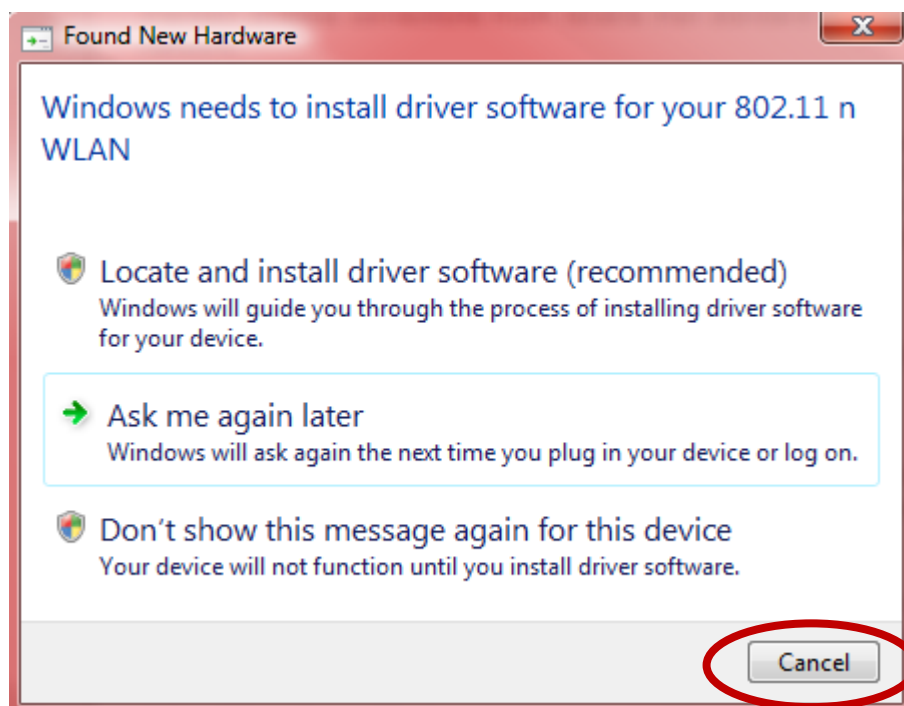 Found New Hardware
Windows needs to install driver software for your 802.11 n
WLAN
Locate and install driver software (recommended)
Windows will guide you through the process of installing driver software
for your device.
Ask me again later
Windows will ask again the next time you plug in your device or log on.
Don't show this message again for this device
Your device will not function until you install driver software.
Cancel